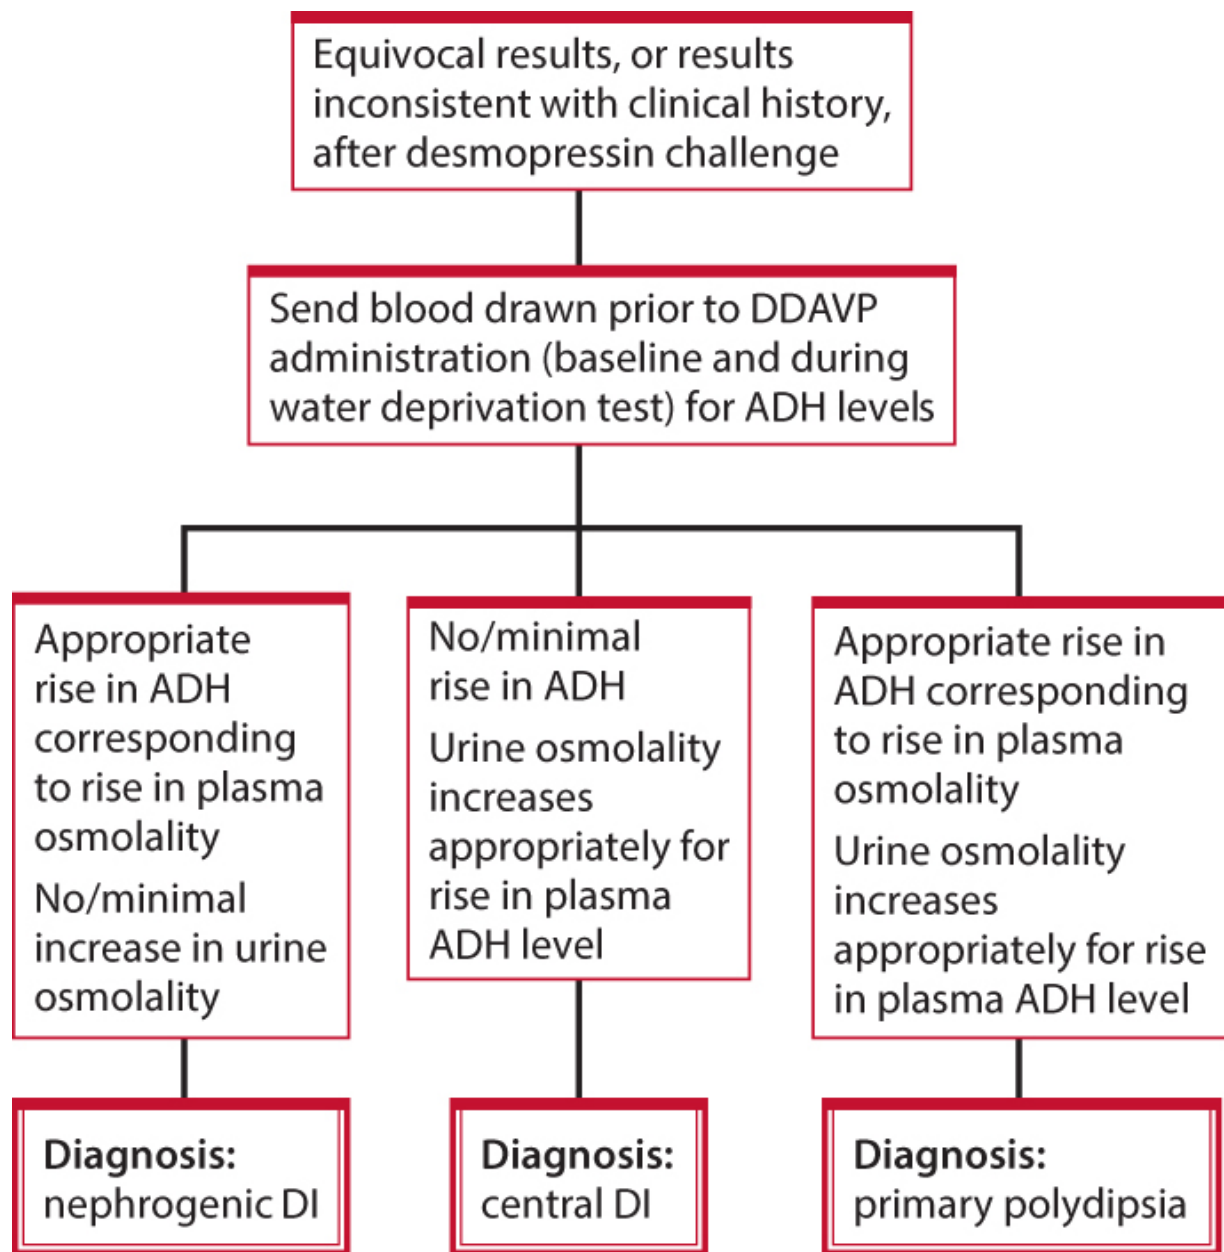 Equivocal results, or results
inconsistent with clinical history,
after desmopressin challenge
Send blood drawn prior to DDAVP
administration (baseline and during
water deprivation test) for ADH levels
Appropriate
rise in ADH
corresponding
to rise in plasma
osmolality
No/minimal
increase in urine
osmolality
No/minimal
rise in ADH
Urine osmolality
increases
appropriately for
rise in plasma
ADH level
Appropriate rise in
ADH corresponding
to rise in plasma
osmolality
Urine osmolality
increases
appropriately for rise
in plasma ADH level
Diagnosis:
nephrogenic DI
Diagnosis:
central DI
Diagnosis:
primary polydipsia